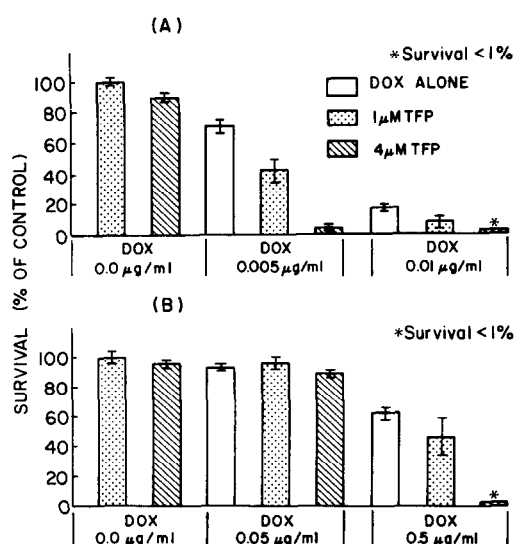 (A)
*Survival <1%
DOX ALONE
1μM TFP
4μM TFP
100
80
60
40
20
0
*
DOX DOX DOX
0.0 μg/ml 0.005 μg/ml 0.01 μg/ml
SURVIVAL (% OF CONTROL)
(B)
*Survival <1%
100
80
60
40
20
0
*
DOX DOX DOX
0.0 μg/ml 0.05 μg/ml 0.5 μg/ml